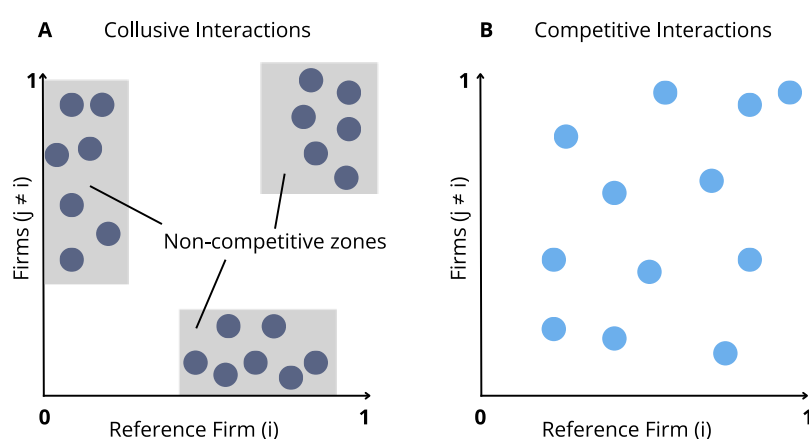 A Collusive Interactions
1
Firms (j ≠ i)
Non-competitive zones
0
1
Reference Firm (i)
B Competitive Interactions
1
Firms (j ≠ i)
0
1
Reference Firm (i)